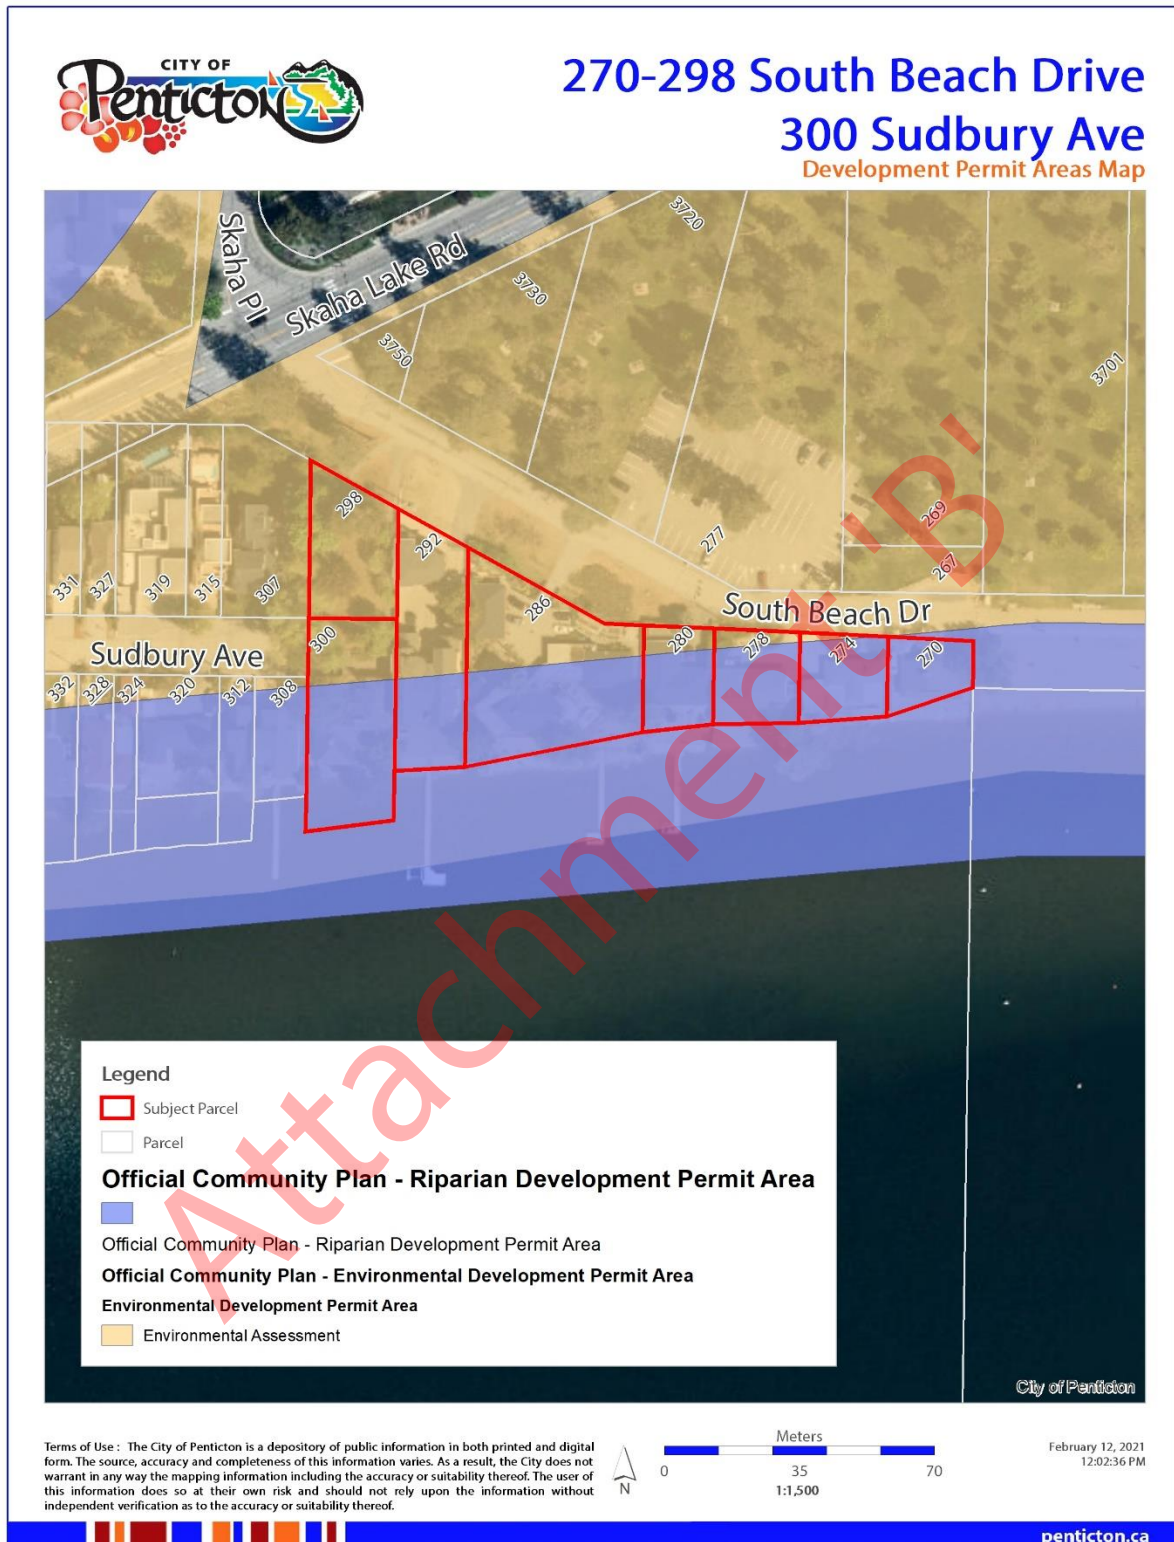 CITY OF
Penticton
270-298 South Beach Drive
300 Sudbury Ave
Development Permit Areas Map
Skaha Pl
Skaha Lake Rd
3720
3730
3750
3701
298
292
277
269
267
286
331
327
319
315
307
South Beach Dr
300
280
278
274
270
Sudbury Ave
332
328
324
320
312
308
Attachment 'B'
Legend
Subject Parcel
Parcel
Official Community Plan - Riparian Development Permit Area
Official Community Plan - Riparian Development Permit Area
Official Community Plan - Environmental Development Permit Area
Environmental Development Permit Area
Environmental Assessment
City of Penticton
Terms of Use : The City of Penticton is a depository of public information in both printed and digital
form. The source, accuracy and completeness of this information varies. As a result, the City does not
warrant in any way the mapping information including the accuracy or suitability thereof. The user of
this information does so at their own risk and should not rely upon the information without
independent verification as to the accuracy or suitability thereof.
N
Meters
0 35 70
1:1,500
February 12, 2021
12:02:36 PM
penticton.ca